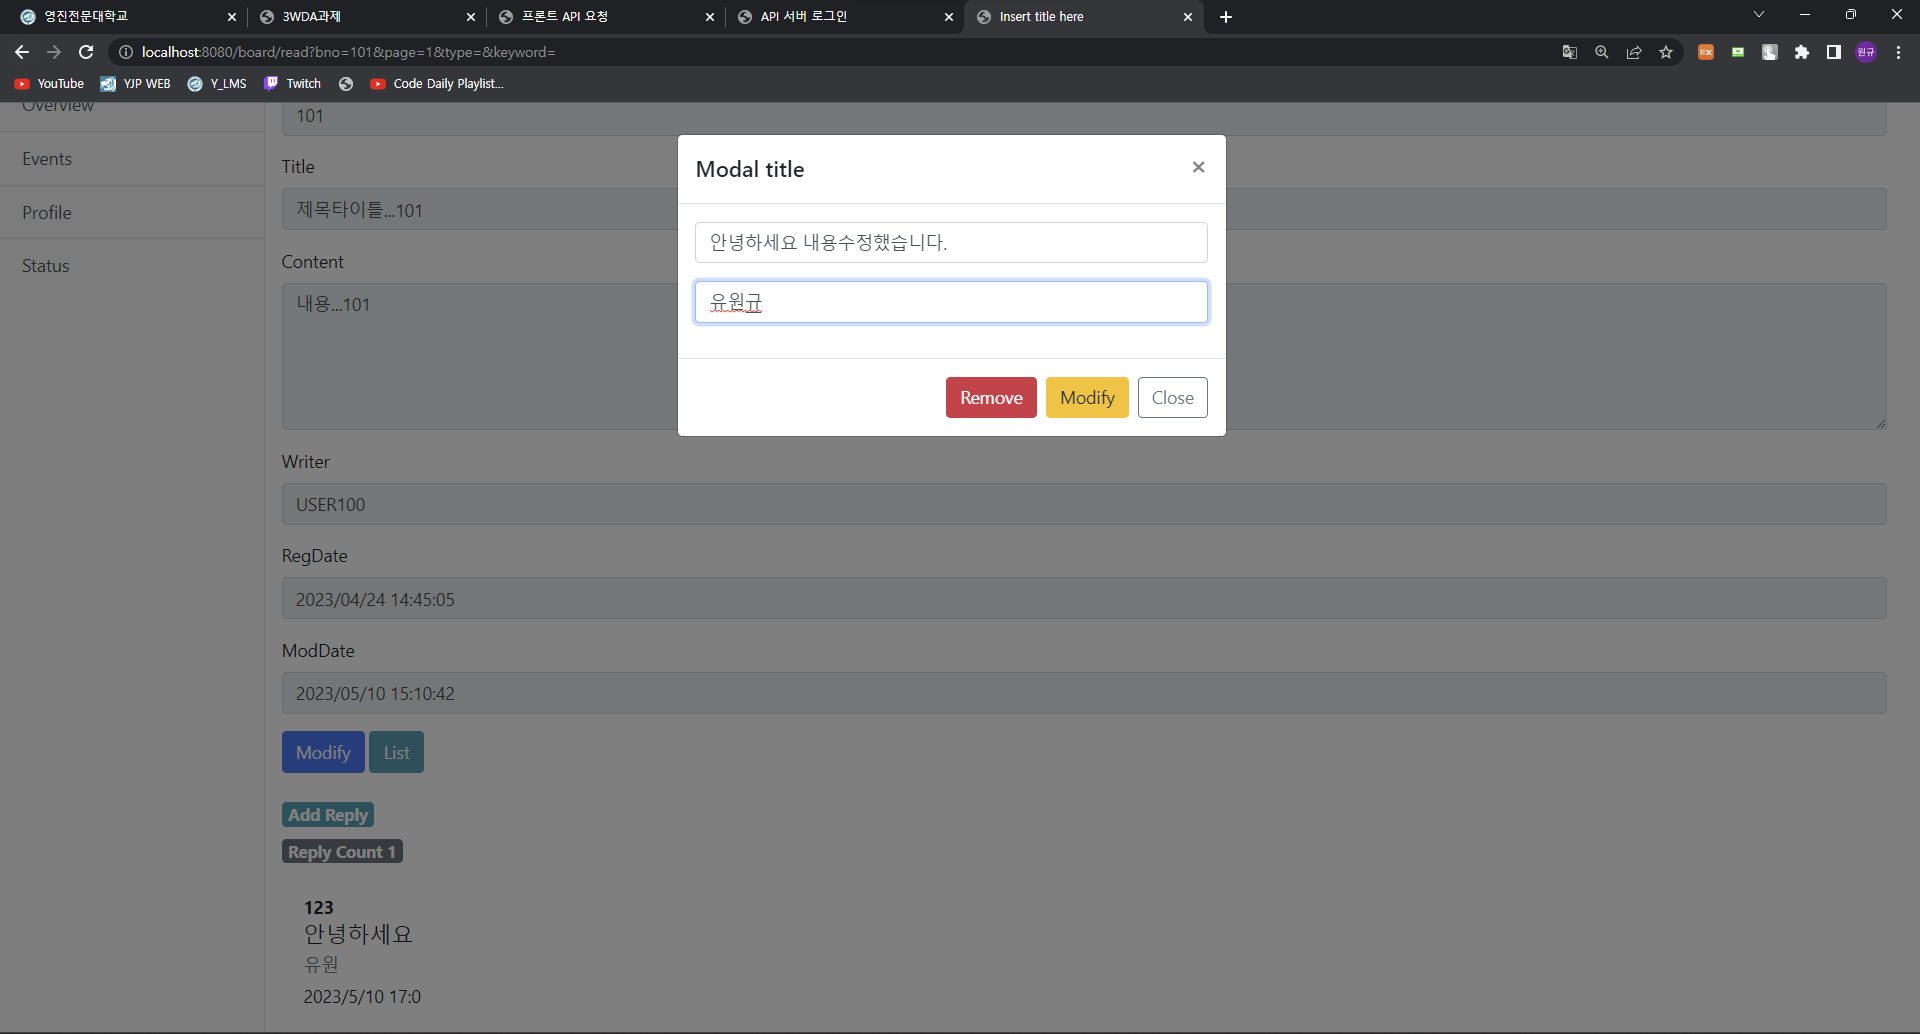 영진전문대학교
3WDA과제
프론트 API 요청
API 서버 로그인
Insert title here
localhost:8080/board/read?bno=101&page=1&type=&keyword=
EX
원규
YouTube
YJP WEB
Y_LMS
Twitch
Code Daily Playlist...
Overview
Events
Profile
Status
101
Title
제목타이틀...101
Content
내용...101
Writer
USER100
RegDate
2023/04/24 14:45:05
ModDate
2023/05/10 15:10:42
Modify
List
Add Reply
Reply Count 1
123
안녕하세요
유원
2023/5/10 17:0
Modal title
안녕하세요 내용수정했습니다.
유원규
Remove
Modify
Close